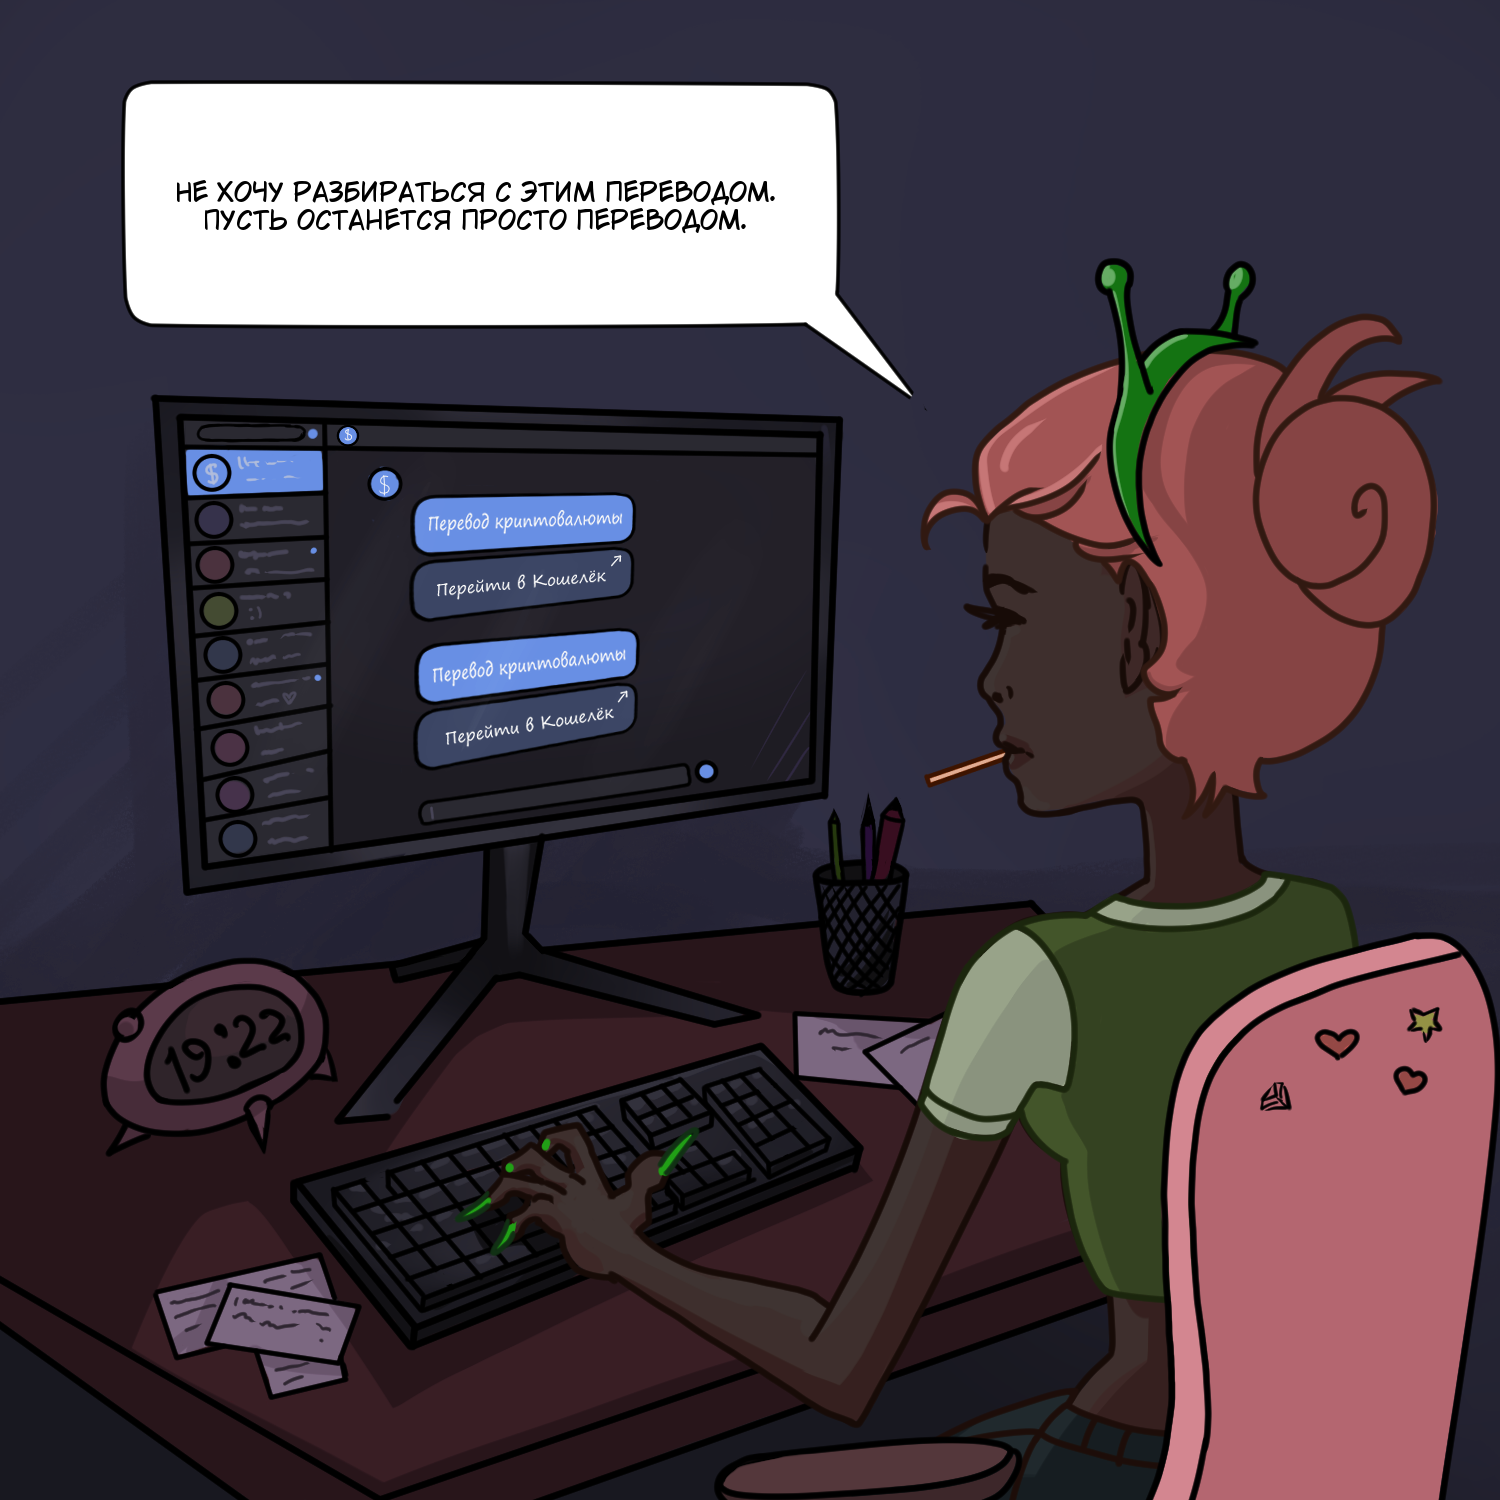 НЕ ХОЧУ РАЗБИРАТЬСЯ С ЭТИМ ПЕРЕВОДОМ.
ПУСТЬ ОСТАНЕТСЯ ПРОСТО ПЕРЕВОДОМ.
$
$
$
Перевод криптовалюты
Перейти в Кошелёк
:)
Перевод криптовалюты
Перейти в Кошелёк
19:22